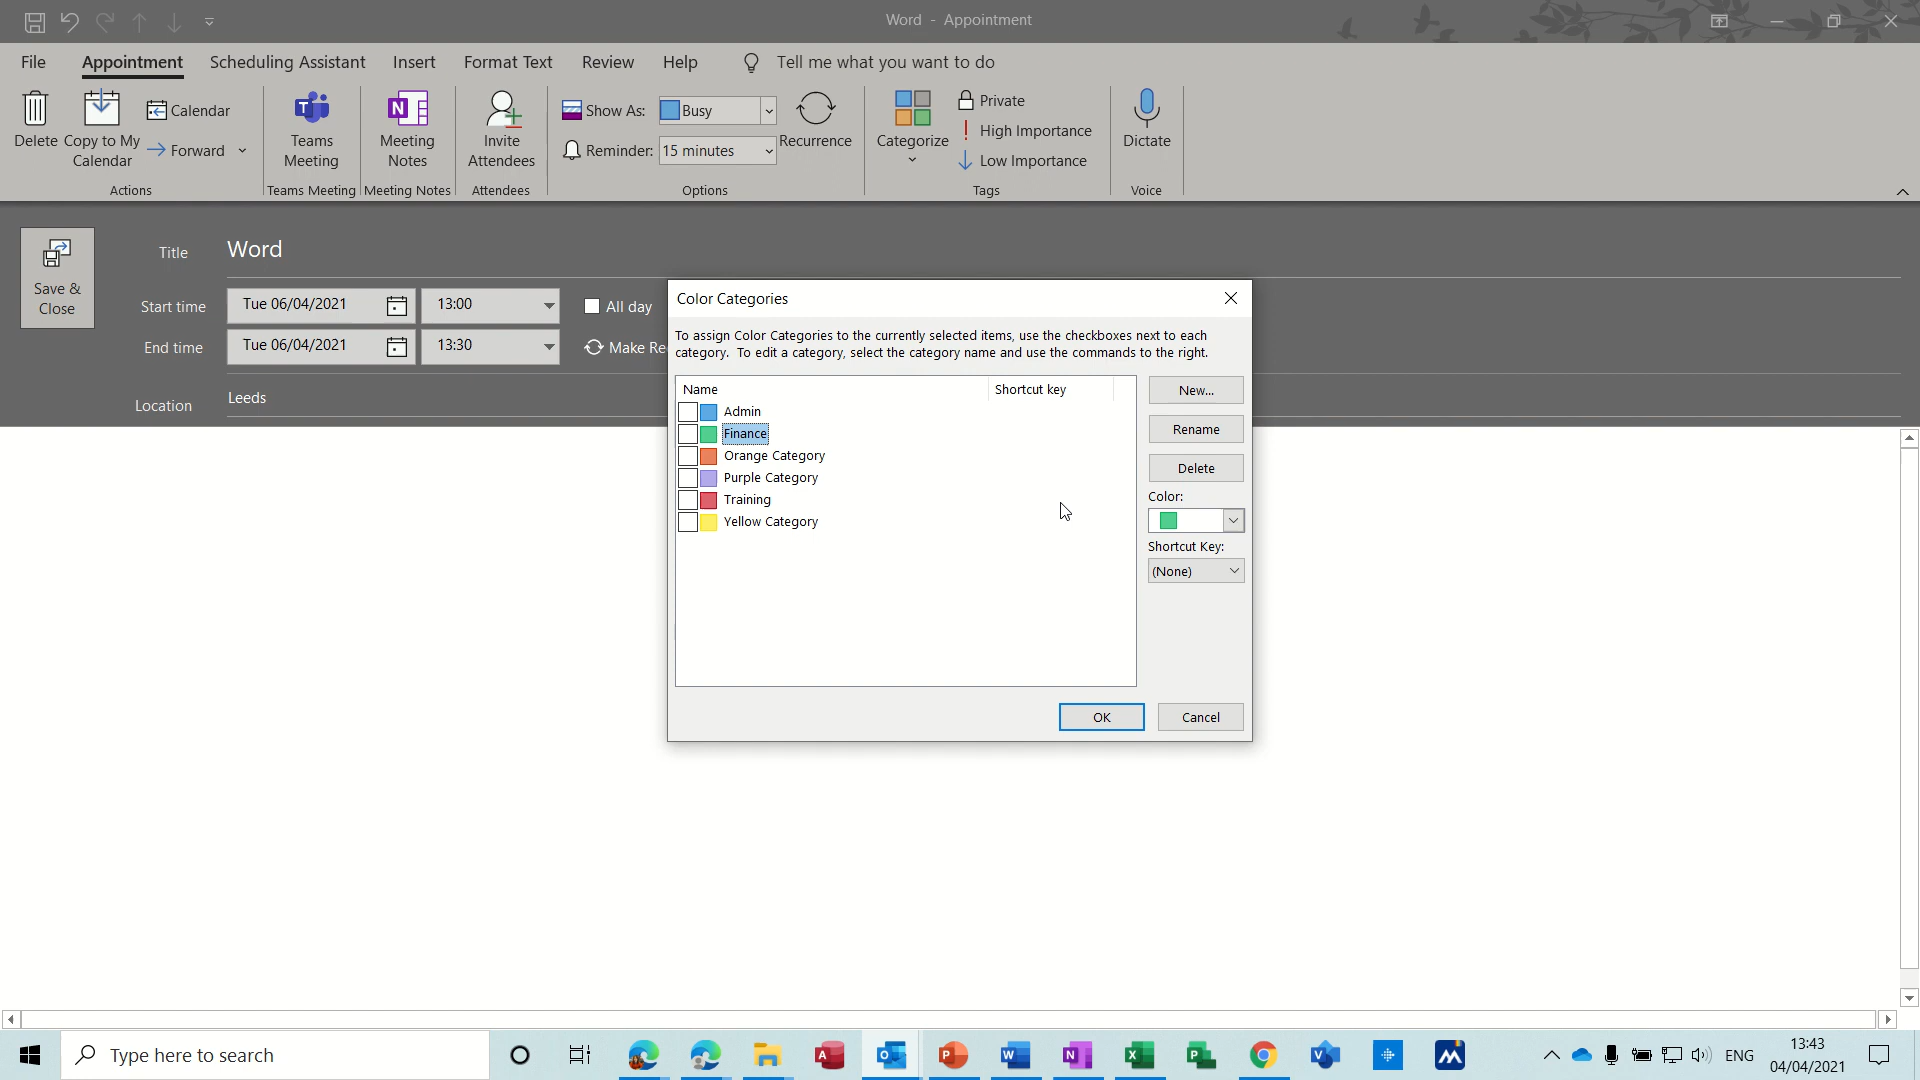 Word - Appointment
File Appointment Scheduling Assistant Insert Format Text Review Help Tell me what you want to do
Delete
Copy to My
Calendar
Calendar
Forward
Actions
Teams
Meeting
Teams Meeting
Meeting
Notes
Meeting Notes
Invite
Attendees
Attendees
Show As: Busy
Reminder: 15 minutes
Recurrence
Options
Categorize
Private
High Importance
Low Importance
Tags
Dictate
Voice
Save &
Close
Title Word
Start time Tue 06/04/2021 13:00 All day
End time Tue 06/04/2021 13:30 Make Re
Location Leeds
Color Categories
To assign Color Categories to the currently selected items, use the checkboxes next to each
category. To edit a category, select the category name and use the commands to the right.
Name Shortcut key
Admin
Finance
Orange Category
Purple Category
Training
Yellow Category
New...
Rename
Delete
Color:
Shortcut Key:
(None)
OK Cancel
Type here to search
ENG
13:43
04/04/2021